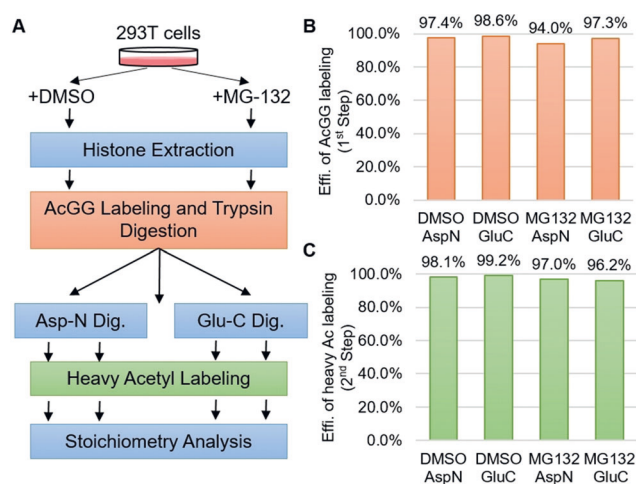 A
293T cells
+DMSO
+MG-132
Histone Extraction
AcGG Labeling and Trypsin
Digestion
Asp-N Dig.
Glu-C Dig.
Heavy Acetyl Labeling
Stoichiometry Analysis
B
Effi. of AcGG labeling
(1st Step)
97.4%
98.6%
94.0%
97.3%
100.0%
80.0%
60.0%
40.0%
20.0%
0.0%
DMSO
AspN
DMSO
GluC
MG132
AspN
MG132
GluC
C
Effi. of heavy Ac labeling
(2nd Step)
98.1%
99.2%
97.0%
96.2%
100.0%
80.0%
60.0%
40.0%
20.0%
0.0%
DMSO
AspN
DMSO
GluC
MG132
AspN
MG132
GluC